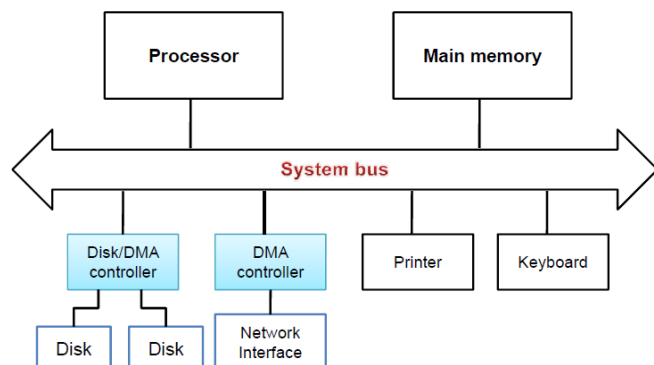 Processor
Main memory
System bus
Disk/DMA
controller
DMA
controller
Printer
Keyboard
Disk
Disk
Network
Interface